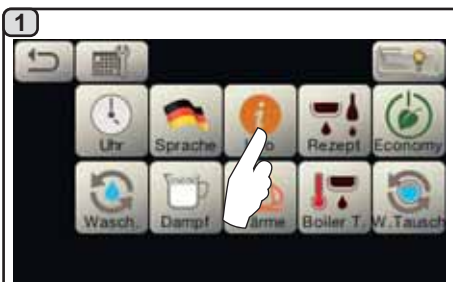 1
Uhr Sprache Rezept Economy
Wasch. Dampf Boiler T. W.Tausch